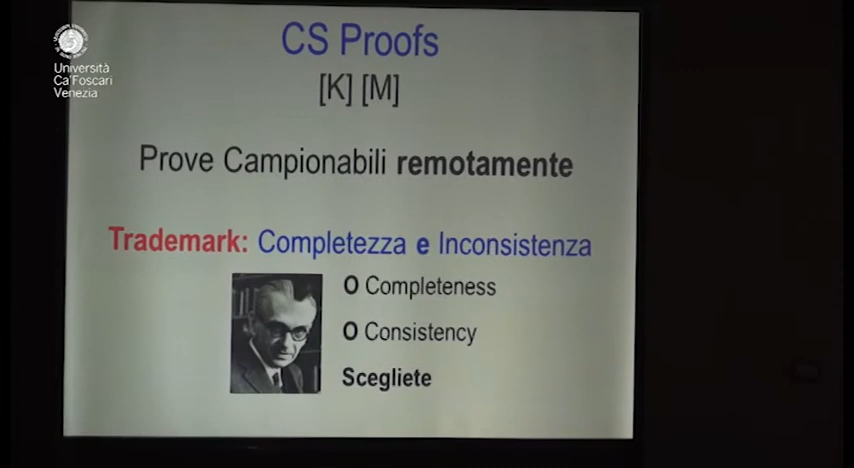 Università
Ca'Foscari
Venezia
CS Proofs
[K] [M]
Prove Campionabili remotamente
Trademark: Completezza e Inconsistenza
O Completeness
O Consistency
Scegliete